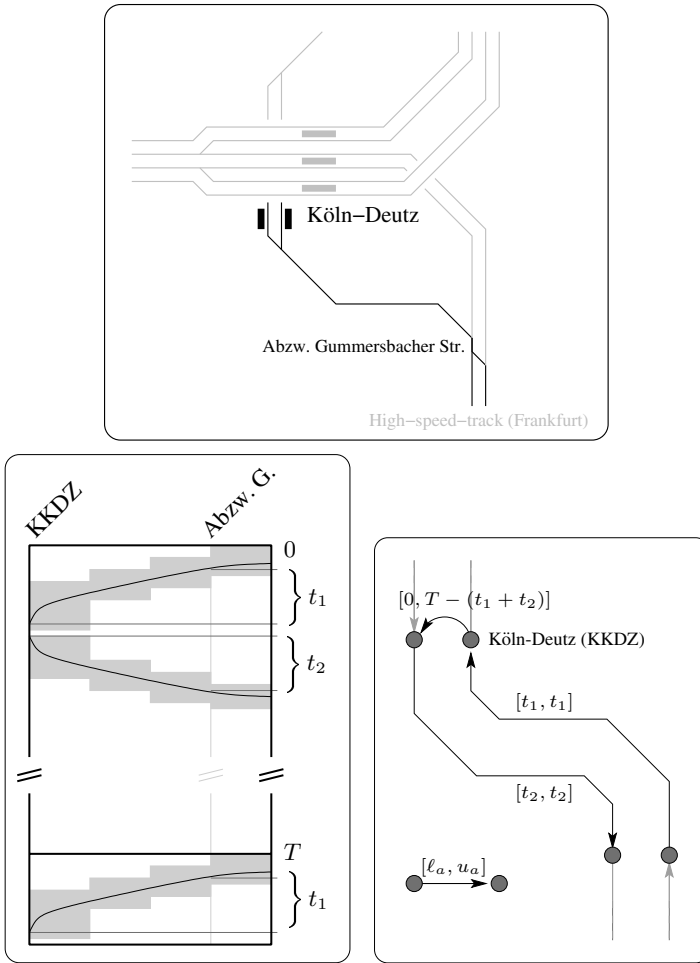 Köln–Deutz
Abzw. Gummersbacher Str.
High–speed–track (Frankfurt)
KKDZ
Abzw. G.
0
t₁
t₂
T
t₁
[0, T − (t₁ + t₂)]
Köln-Deutz (KKDZ)
[t₁, t₁]
[t₂, t₂]
[ℓₐ, uₐ]